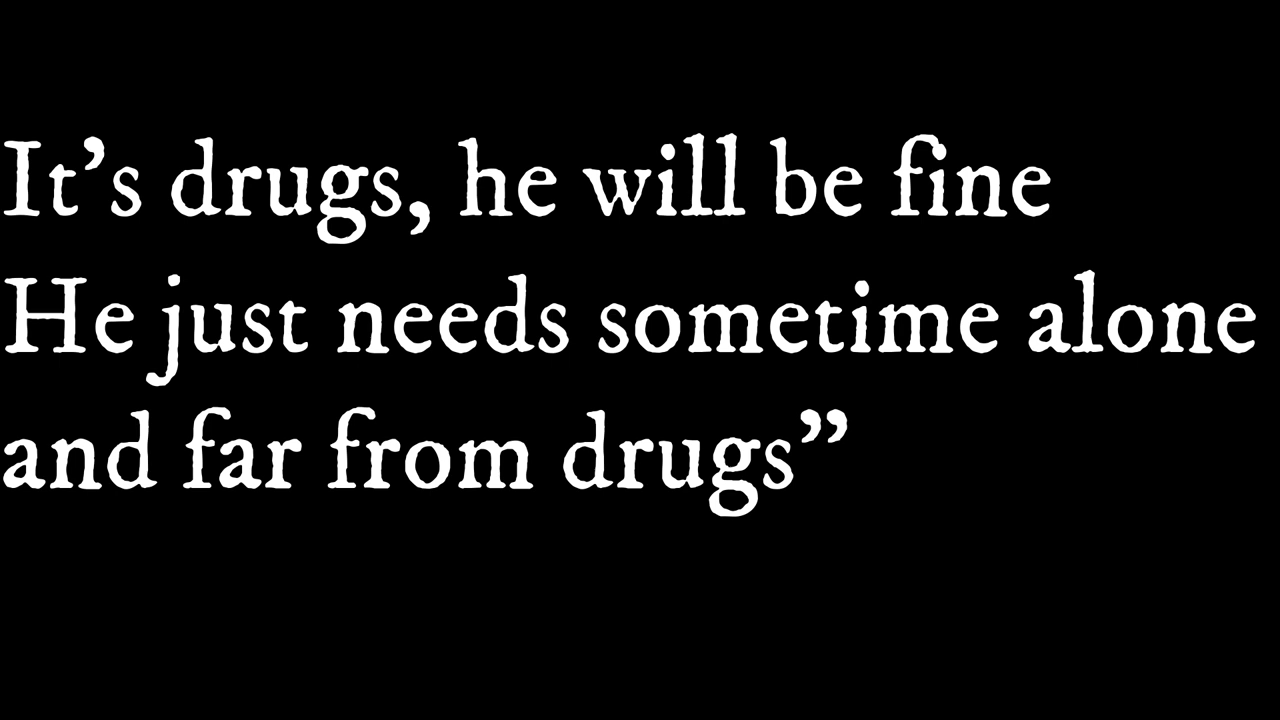 It’s drugs, he will be fine
He just needs sometime alone
and far from drugs”